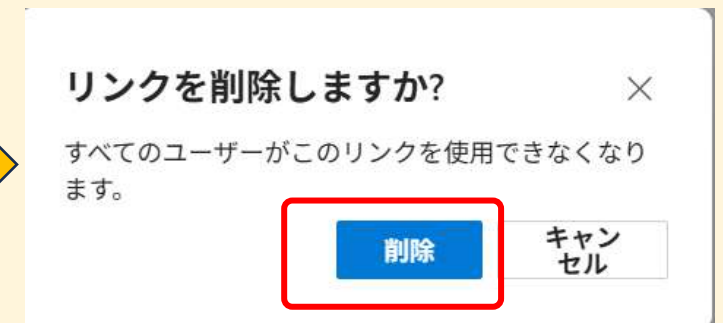 リンクを削除しますか?
すべてのユーザーがこのリンクを使用できなくなり
ます。
削除
キャン
セル